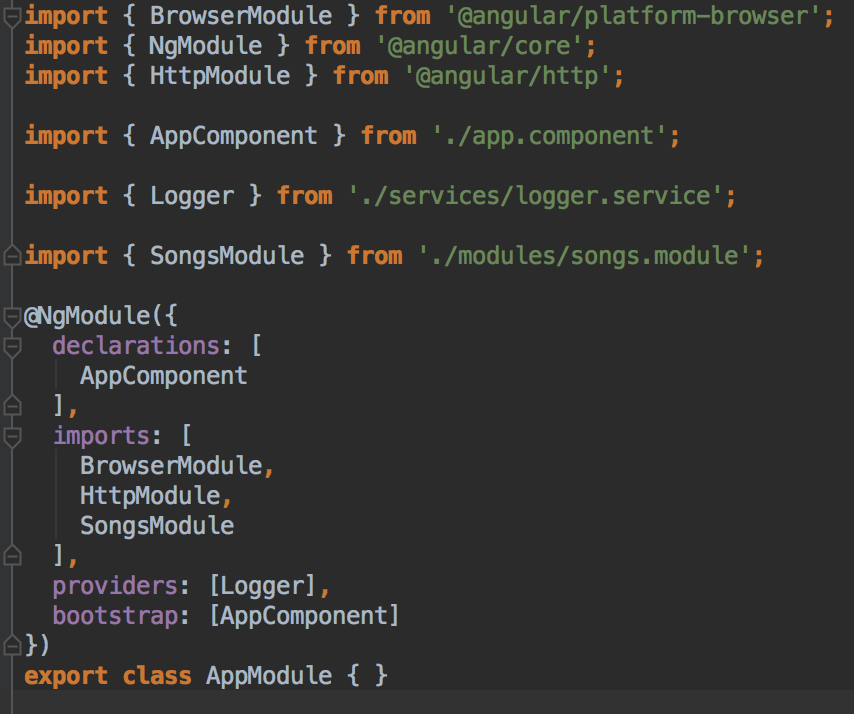 import { BrowserModule } from '@angular/platform-browser';
import { NgModule } from '@angular/core';
import { HttpModule } from '@angular/http';

import { AppComponent } from './app.component';

import { Logger } from './services/logger.service';

import { SongsModule } from './modules/songs.module';

@NgModule({
  declarations: [
    AppComponent
  ],
  imports: [
    BrowserModule,
    HttpModule,
    SongsModule
  ],
  providers: [Logger],
  bootstrap: [AppComponent]
})
export class AppModule { }